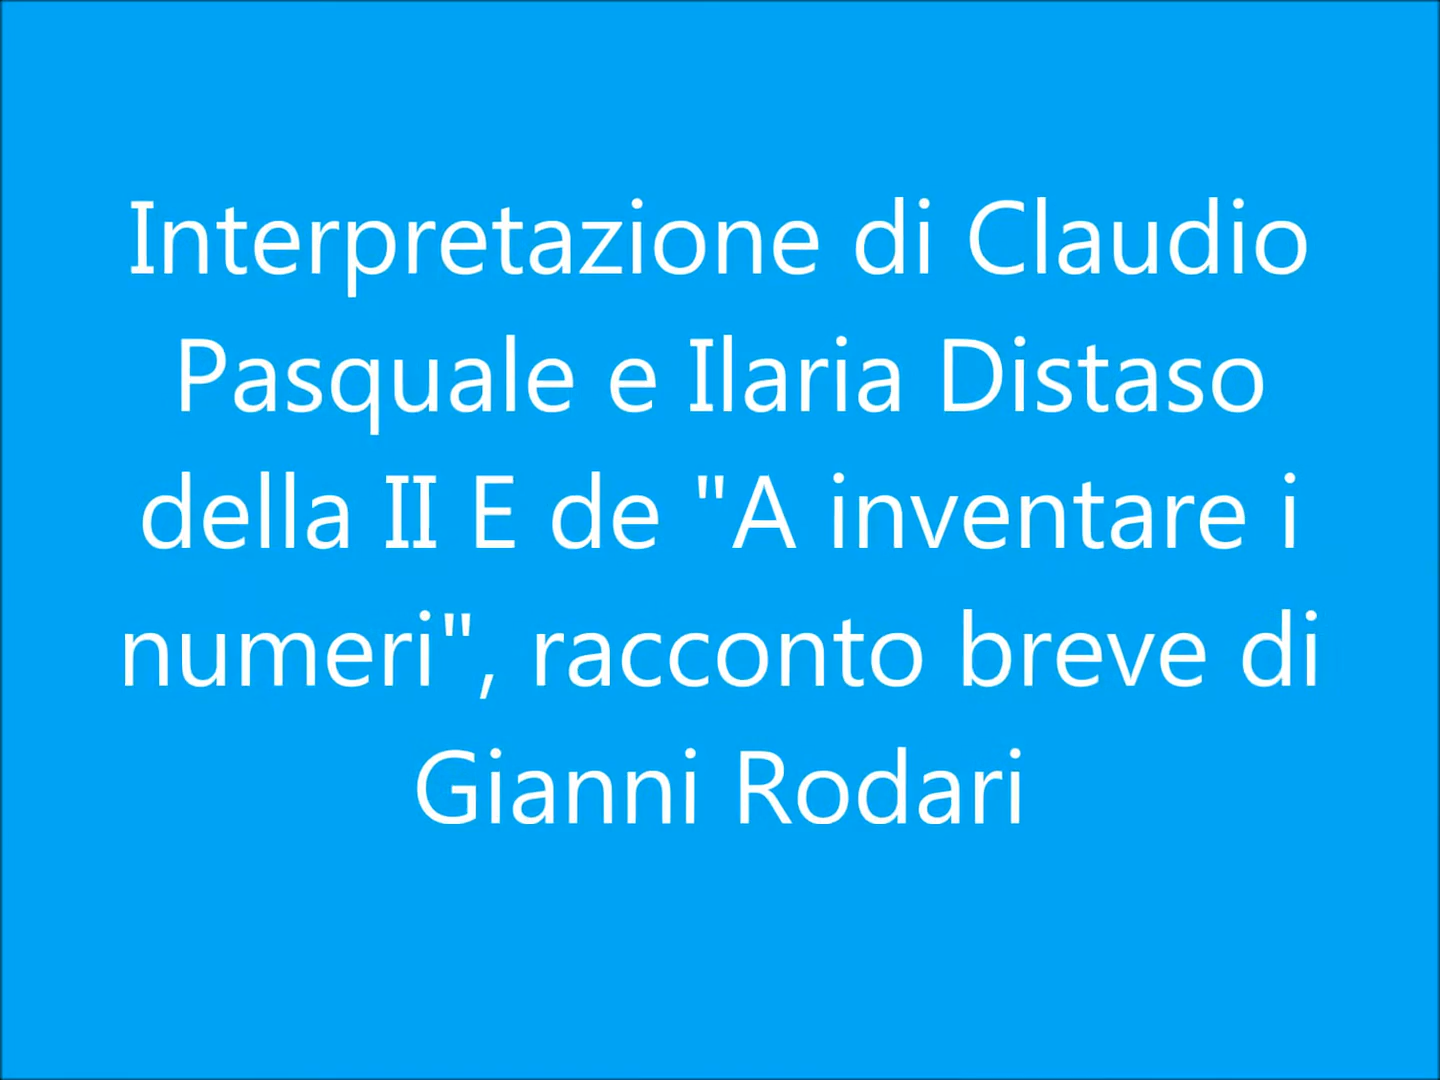 Interpretazione di Claudio
Pasquale e Ilaria Distaso
della II E de "A inventare i
numeri", racconto breve di
Gianni Rodari